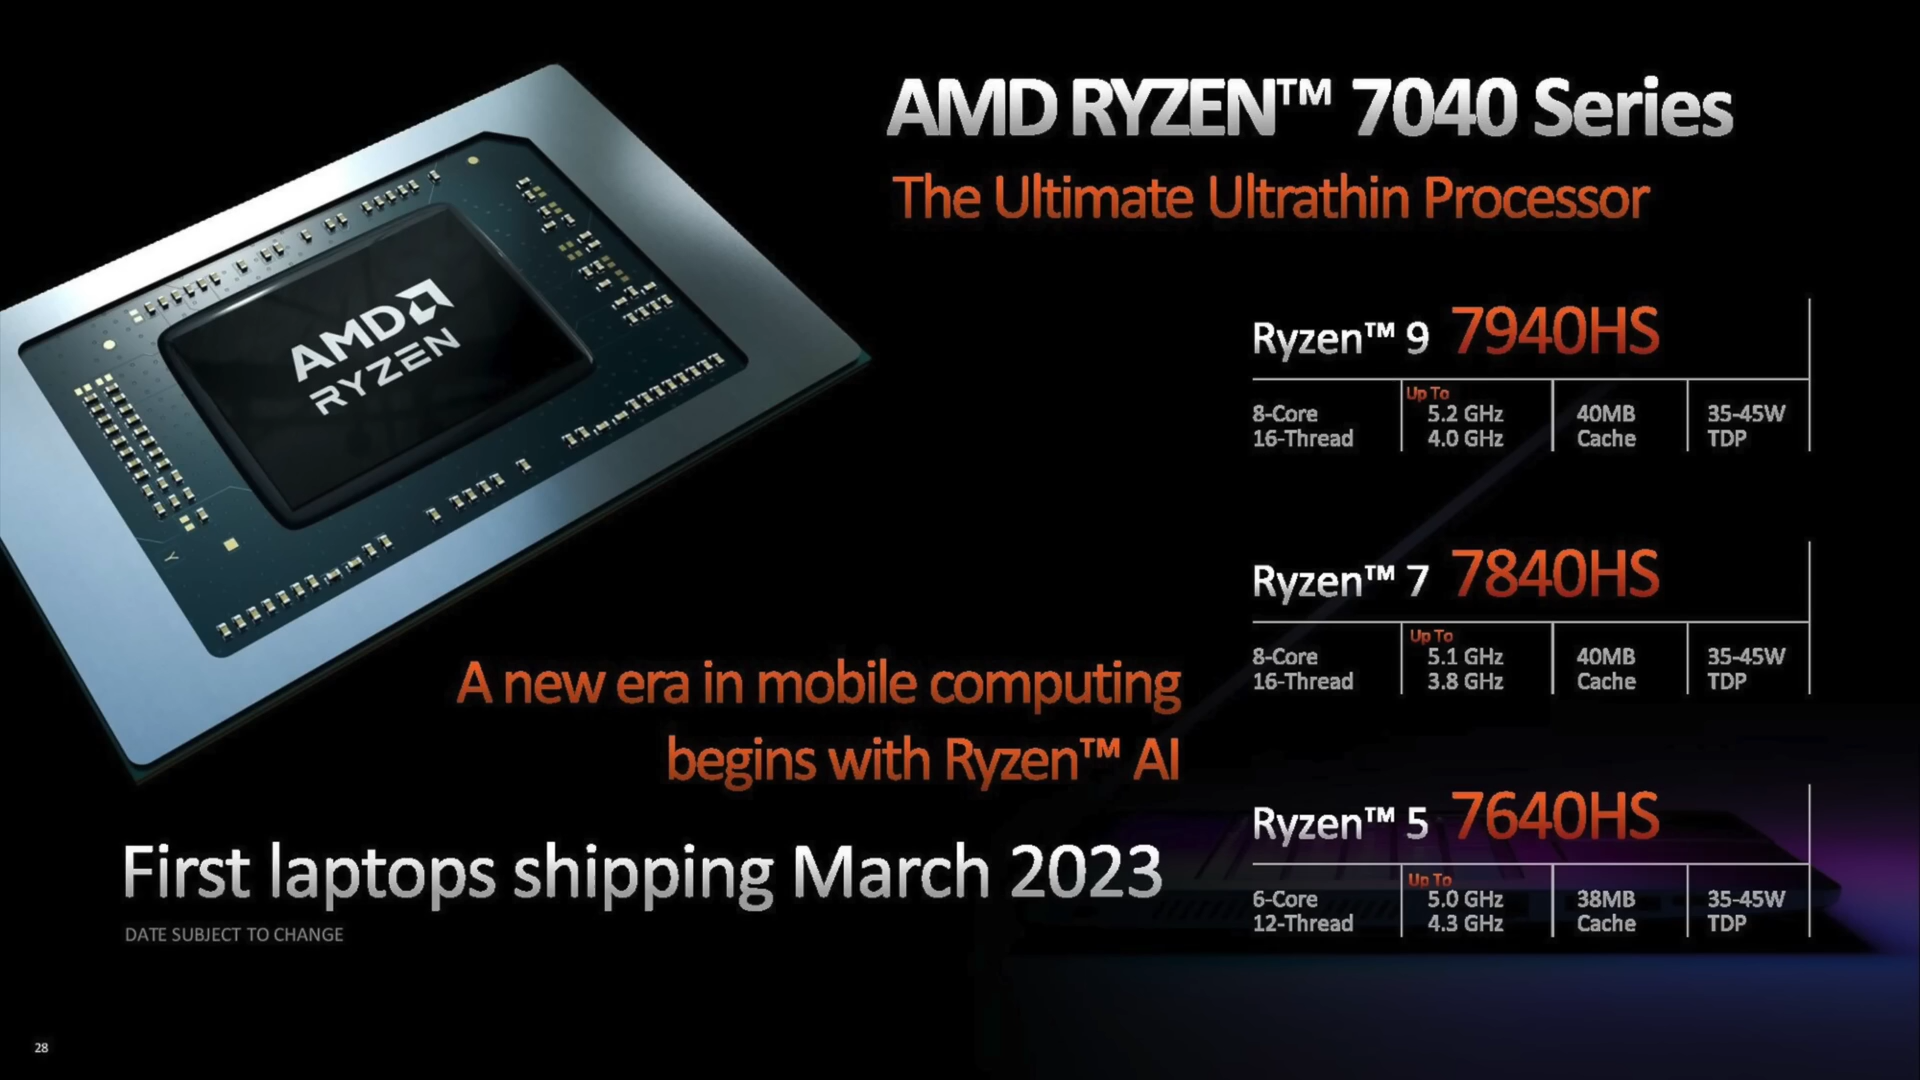 AMD RYZEN™ 7040 Series
The Ultimate Ultrathin Processor
AMD
RYZEN
A new era in mobile computing
begins with Ryzen™ AI
First laptops shipping March 2023
DATE SUBJECT TO CHANGE
Ryzen™ 9 7940HS
8-Core
16-Thread
Up To
5.2 GHz
4.0 GHz
40MB
Cache
35-45W
TDP
Ryzen™ 7 7840HS
8-Core
16-Thread
Up To
5.1 GHz
3.8 GHz
40MB
Cache
35-45W
TDP
Ryzen™ 5 7640HS
6-Core
12-Thread
Up To
5.0 GHz
4.3 GHz
38MB
Cache
35-45W
TDP
28